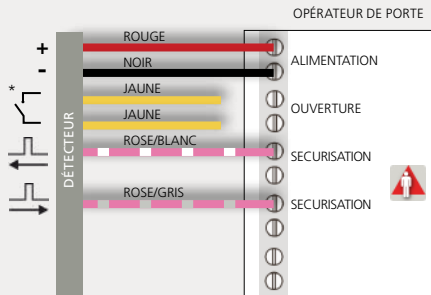 OPÉRATEUR DE PORTE
+ ROUGE
- NOIR
ALIMENTATION
* JAUNE
JAUNE
OUVERTURE
ROSE/BLANC
SECURISATION
ROSE/GRIS
SECURISATION
DÉTECTEUR